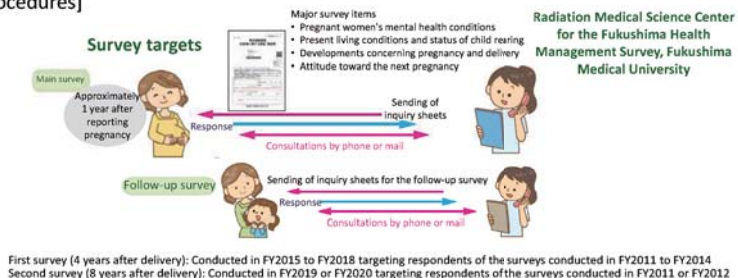 ocedures]
Major survey items
• Pregnant women's mental health conditions
• Present living conditions and status of child rearing
• Developments concerning pregnancy and delivery
• Attitude toward the next pregnancy
Radiation Medical Science Center
for the Fukushima Health
Management Survey, Fukushima
Medical University
Survey targets
Main survey
Approximately
1 year after
reporting
pregnancy
Sending of
inquiry sheets
Response
Consultations by phone or mail
Follow-up survey
Sending of inquiry sheets for the follow-up survey
Response
Consultations by phone or mail
First survey (4 years after delivery): Conducted in FY2015 to FY2018 targeting respondents of the surveys conducted in FY2011 to FY2014
Second survey (8 years after delivery): Conducted in FY2019 or FY2020 targeting respondents of the surveys conducted in FY2011 or FY2012